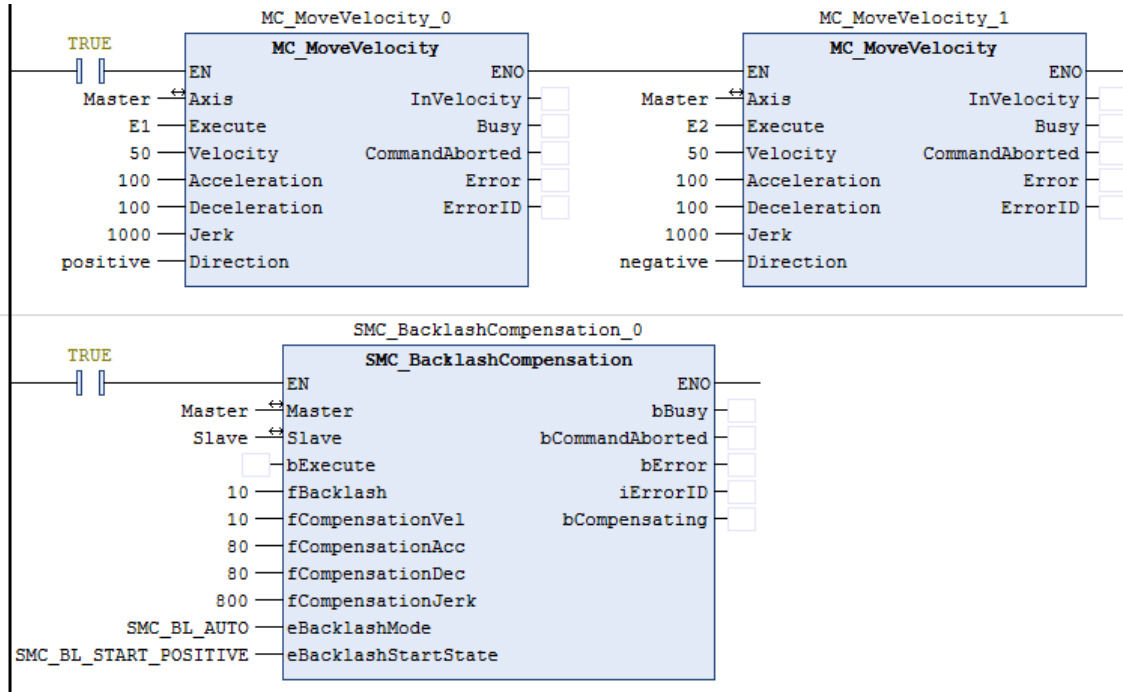 MC_MoveVelocity_0 MC_MoveVelocity_1
TRUE MC_MoveVelocity MC_MoveVelocity
EN ENO EN ENO
Master Axis InVelocity Master Axis InVelocity
E1 Execute Busy E2 Execute Busy
50 Velocity CommandAborted 50 Velocity CommandAborted
100 Acceleration Error 100 Acceleration Error
100 Deceleration ErrorID 100 Deceleration ErrorID
1000 Jerk 1000 Jerk
positive Direction negative Direction
SMC_BacklashCompensation_0
TRUE SMC_BacklashCompensation
EN ENO
Master Master bBusy
Slave Slave bCommandAborted
bExecute bError
10 fBacklash iErrorID
10 fCompensationVel bCompensating
80 fCompensationAcc
80 fCompensationDec
800 fCompensationJerk
SMC_BL_AUTO eBacklashMode
SMC_BL_START_POSITIVE eBacklashStartState